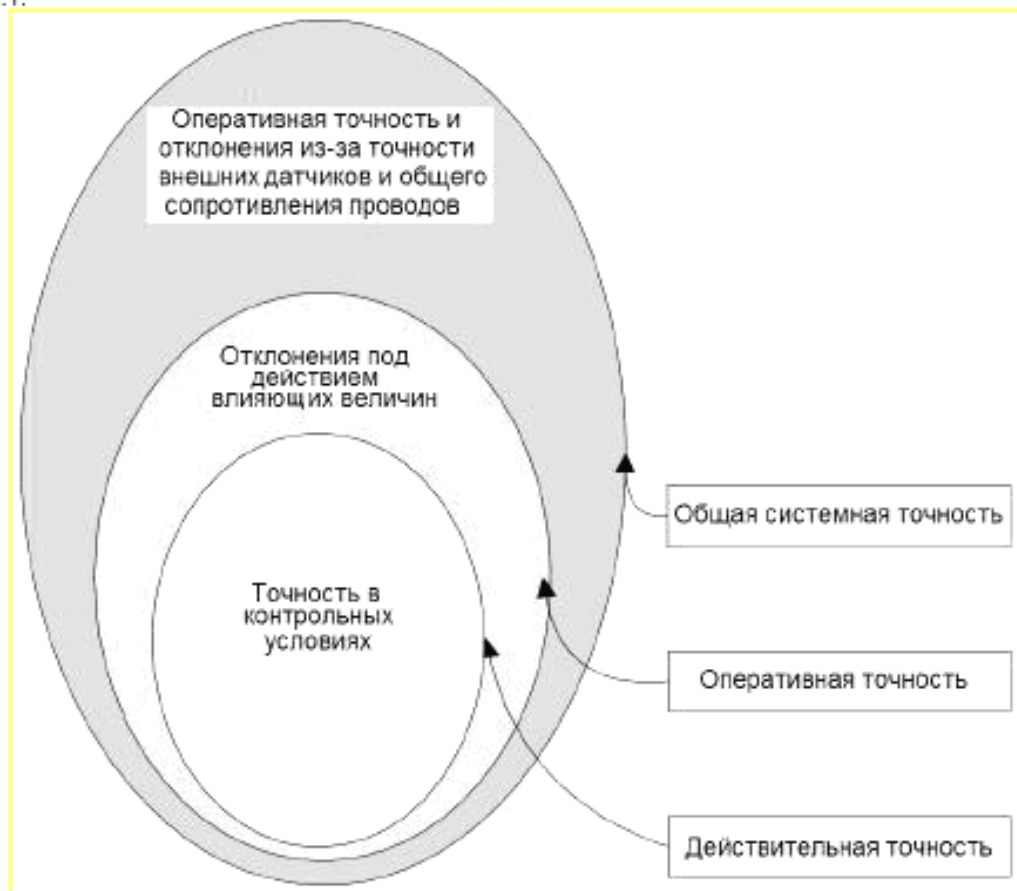 Оперативная точность и
отклонения из-за точности
внешних датчиков и общего
сопротивления проводов
Отклонения под
действием
влияющих величин
Точность в
контрольных
условиях
Общая системная точность
Оперативная точность
Действительная точность